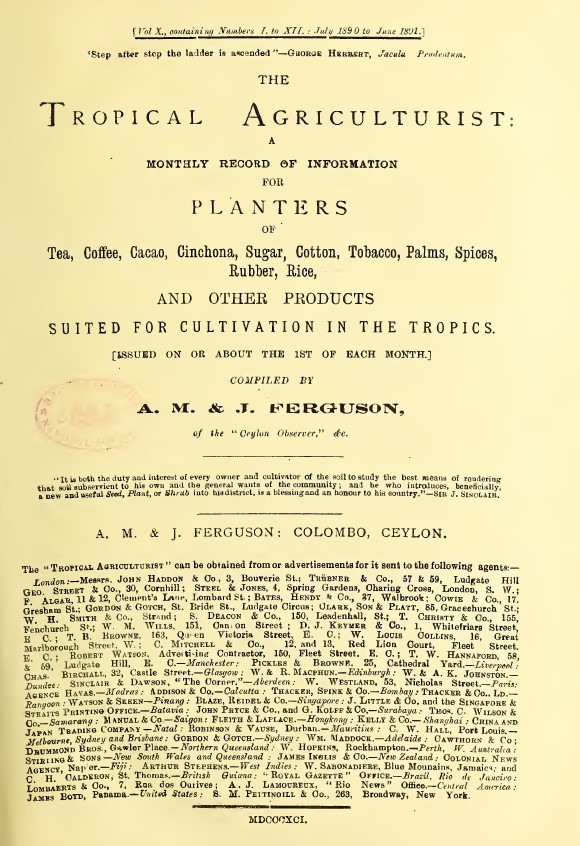 [Vol X., containing Numbers I. to XII. : July 1890 to June 1891.]
'Step after step the ladder is ascended"—GEORGE HERBERT, Jacula Prudentum.
THE
TROPICAL AGRICULTURIST:
A
MONTHLY RECORD OF INFORMATION
FOR
PLANTERS
OF
Tea, Coffee, Cacao, Cinchona, Sugar, Cotton, Tobacco, Palms, Spices,
Rubber, Rice,
AND OTHER PRODUCTS
SUITED FOR CULTIVATION IN THE TROPICS.
[ISSUED ON OR ABOUT THE 1ST OF EACH MONTH.]
COMPILED BY
A. M. & J. FERGUSON,
of the "Ceylon Observer," &c.
"It is both the duty and interest of every owner and cultivator of the soil to study the best means of rendering
that soil subservient to his own and the general wants of the community; and he who introduces, beneficially,
a new and useful Seed, Plant, or Shrub into his district, is a blessing and an honour to his country."—SIR J. SINCLAIR.
A. M. & J. FERGUSON: COLOMBO, CEYLON.
The "TROPICAL AGRICULTURIST" can be obtained from or advertisements for it sent to the following agents:—
London:—Messrs. JOHN HADDON & Co., 3, Bouverie St.; TRÜBNER & Co., 57 & 59, Ludgate Hill
GEO. STREET & Co., 30, Cornhill; STEEL & JONES, 4, Spring Gardens, Charing Cross, London, S. W.;
F. ALGAR, 11 & 12, Clement's Lane, Lombard St; BATES, HENDY & Co., 37, Walbrook; COWIE & Co., 17,
Gresham St.; GORDON & GOTCH, St. Bride St., Ludgate Circus; CLARK, SON & PLATT, 85, Gracechurch St.;
W. H. SMITH & Co., Strand; S. DEACON & Co., 150, Leadenhall, St.; T. CHRISTY & Co., 155,
Fenchurch St.; W. M. WILLS, 151, Cannon Street; D. J. KEYMER & Co., 1, Whitefriars Street,
E C.; T. B. BROWNE, 163, Queen Victoria Street, E. C.; W. LOUIS COLLINS, 16, Great
Marlborough Street, W.; C. MITCHELL & Co., 12, and 13, Red Lion Court, Fleet Street,
E. C.; ROBERT WATSON, Advertising Contractor, 150, Fleet Street, E. C.; T. W. HANNAFORD, 58,
& 59, Ludgate Hill, E. C.—Manchester: PICKLES & BROWNE, 25, Cathedral Yard.—Liverpool:
CHAS. BIRCHALL, 32, Castle Street.—Glasgow: W. & R. MACPHUN.—Edinburgh: W. & A. K. JOHNSTON.—
Dundee: SINCLAIR & DAWSON, "The Corner."—Aberdeen: W. WESTLAND, 53, Nicholas Street.—Paris:
AGENCE HAVAS.—Madras: ADDISON & Co.—Calcutta: THACKER, SPINK & Co.—Bombay: THACKER & Co., LD.—
Rangoon: WATSON & SKEEN.—Pinang: BLAZE, REIDEL & Co.—Singapore: J. LITTLE & Co. and the SINGAPORE &
STRAITS PRINTING OFFICE.—Batavia: JOHN PRYCE & Co., and G. KOLFF & Co.—Surabaya: THOS. C. WILSON &
Co.—Samarang: MANUAL & Co.—Saigon: FLEITH & LAPLACE.—Hongkong: KELLY & Co.—Shanghai: CHINA AND
JAPAN TRADING COMPANY—Natal: ROBINSON & VAUSE, Durban.—Mauritius: C. W. HALL, Port Louis.—
Melbourne, Sydney and Brisbane: GORDON & GOTCH.—Sydney: WM. MADDOCK.—Adelaide: CAWTHORN & Co;
DRUMMOND BROS., Gawler Place.—Northern Queensland: W. HOPKINS, Rockhampton.—Perth, W. Australia:
STIRLING & SONS—New South Wales and Queensland: JAMES INGLIS & Co.—New Zealand: COLONIAL NEWS
AGENCY, Napier.—Fiji: ARTHUR STEPHENS.—West Indies: W. SABONADIERE, Blue Mountains, Jamaica; and
C. H. CALDERON, St. Thomas.—British Guiana: "ROYAL GAZETTE" OFFICE.—Brazil, Rio de Janeiro:
LOMBAERTS & Co., 7, Rua dos Ourives; A. J. LAMOUREUX, "Rio News" Office.—Central America:
JAMES BOYD, Panama.—United States: S. M. PETTINGILL & Co., 263, Broadway, New York.
MDCCCXCI.